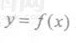 y = f(x)